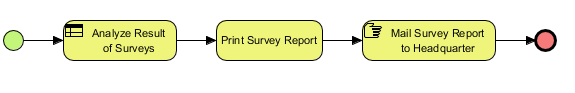 Analyze Result
of Surveys
Print Survey Report
Mail Survey Report
to Headquarter